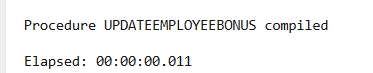 Procedure UPDATEEMPLOYEEBONUS compiled
Elapsed: 00:00:00.011